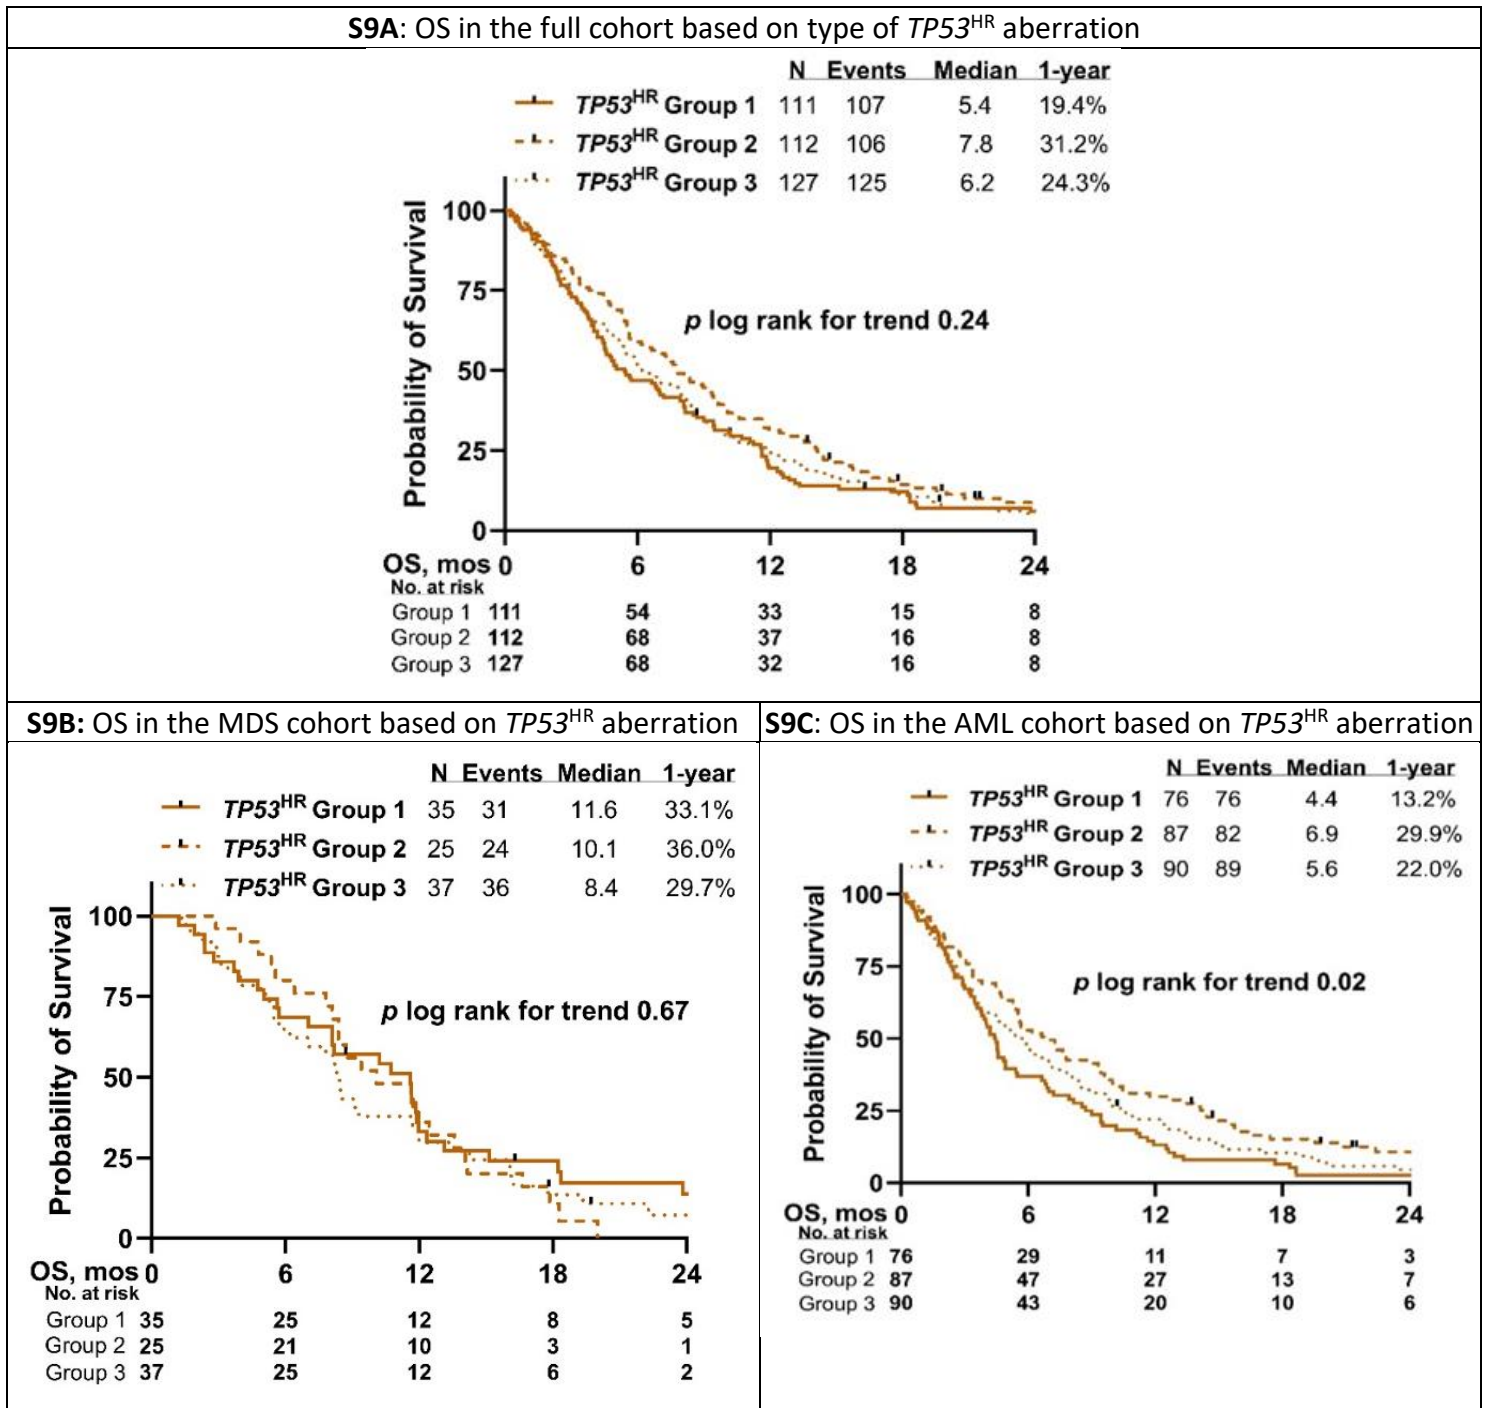 S9A: OS in the full cohort based on type of TP53HR aberration
N Events Median 1-year
TP53HR Group 1 111 107 5.4 19.4%
TP53HR Group 2 112 106 7.8 31.2%
TP53HR Group 3 127 125 6.2 24.3%
Probability of Survival
100
75
50
25
0
p log rank for trend 0.24
OS, mos 0 6 12 18 24
No. at risk
Group 1 111 54 33 15 8
Group 2 112 68 37 16 8
Group 3 127 68 32 16 8
S9B: OS in the MDS cohort based on TP53HR aberration
N Events Median 1-year
TP53HR Group 1 35 31 11.6 33.1%
TP53HR Group 2 25 24 10.1 36.0%
TP53HR Group 3 37 36 8.4 29.7%
Probability of Survival
100
75
50
25
0
p log rank for trend 0.67
OS, mos 0 6 12 18 24
No. at risk
Group 1 35 25 12 8 5
Group 2 25 21 10 3 1
Group 3 37 25 12 6 2
S9C: OS in the AML cohort based on TP53HR aberration
N Events Median 1-year
TP53HR Group 1 76 76 4.4 13.2%
TP53HR Group 2 87 82 6.9 29.9%
TP53HR Group 3 90 89 5.6 22.0%
Probability of Survival
100
75
50
25
0
p log rank for trend 0.02
OS, mos 0 6 12 18 24
No. at risk
Group 1 76 29 11 7 3
Group 2 87 47 27 13 7
Group 3 90 43 20 10 6